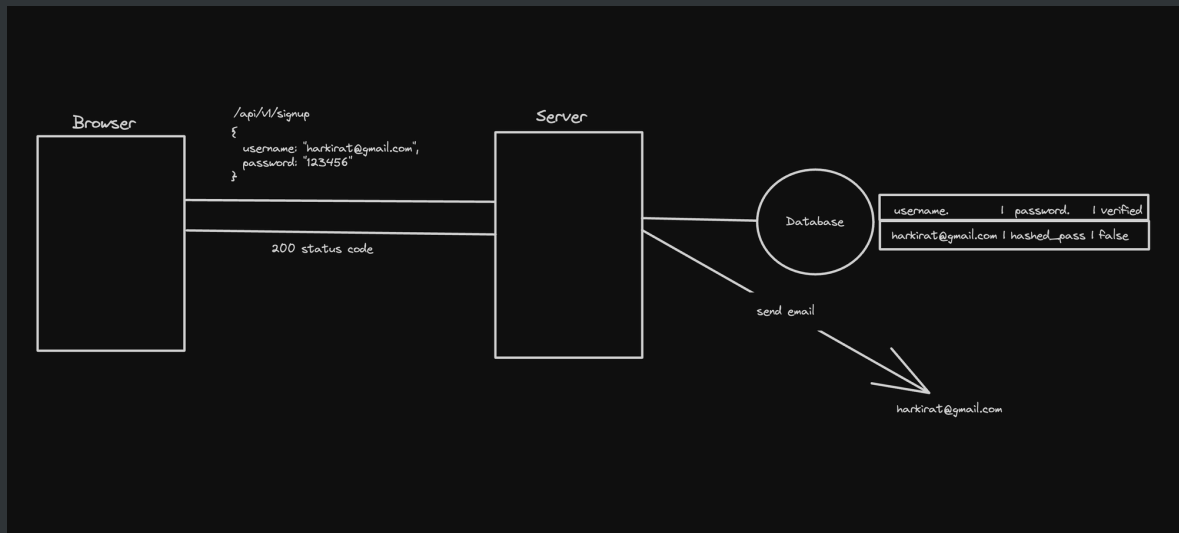 Browser
/api/v1/signup
{
username: "harkirat@gmail.com",
password: "123456"
}
200 status code
Server
Database
username. | password. | verified
harkirat@gmail.com | hashed_pass | false
send email
harkirat@gmail.com